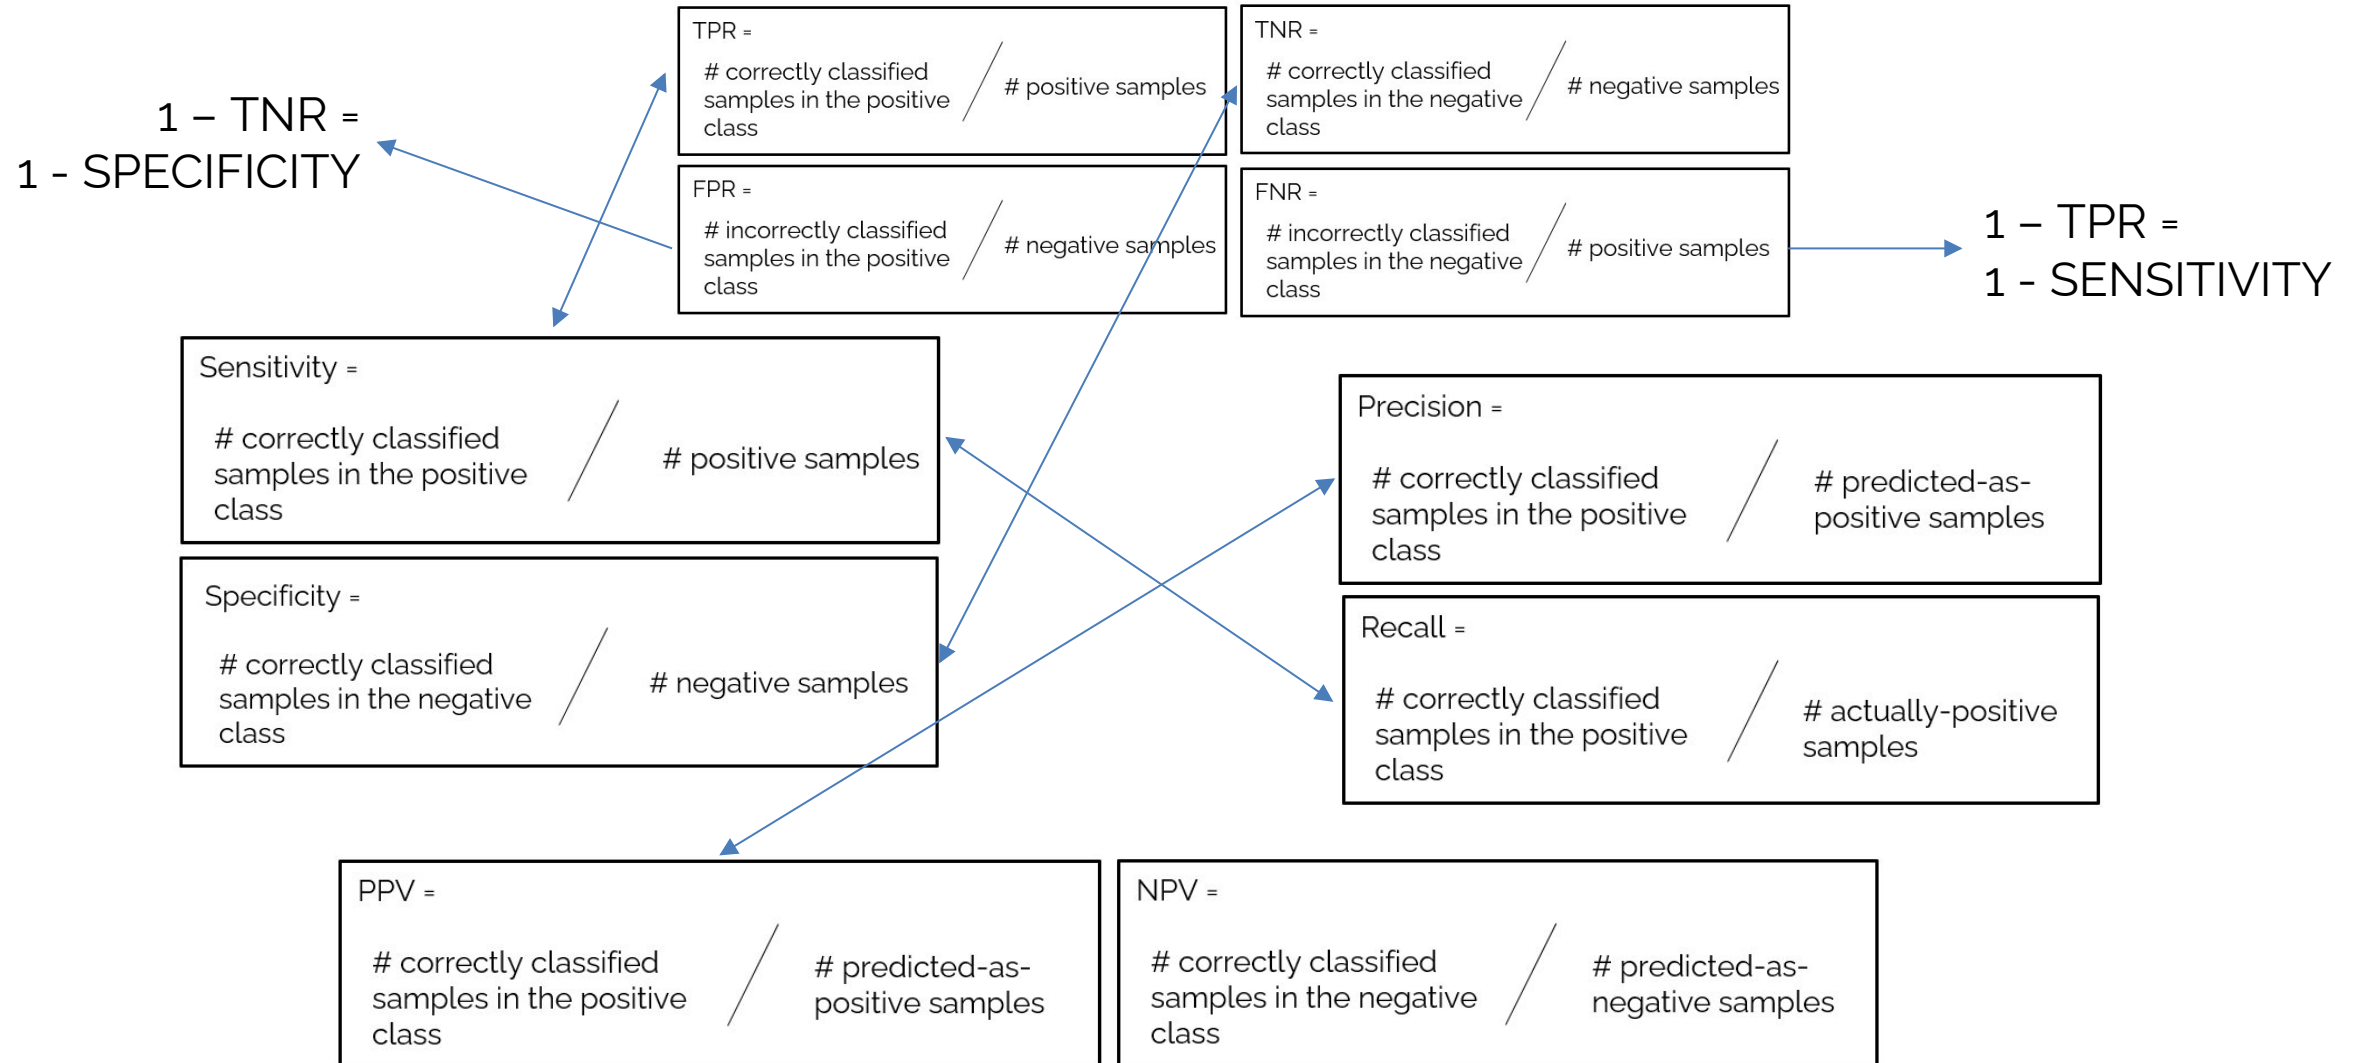 TPR =
# correctly classified
samples in the positive
class
# positive samples
TNR =
# correctly classified
samples in the negative
class
# negative samples
1 – TNR =
1 - SPECIFICITY
FPR =
# incorrectly classified
samples in the positive
class
# negative samples
FNR =
# incorrectly classified
samples in the negative
class
# positive samples
1 – TPR =
1 - SENSITIVITY
Sensitivity =
# correctly classified
samples in the positive
class
# positive samples
Specificity =
# correctly classified
samples in the negative
class
# negative samples
Precision =
# correctly classified
samples in the positive
class
# predicted-as-
positive samples
Recall =
# correctly classified
samples in the positive
class
# actually-positive
samples
PPV =
# correctly classified
samples in the positive
class
# predicted-as-
positive samples
NPV =
# correctly classified
samples in the negative
class
# predicted-as-
negative samples